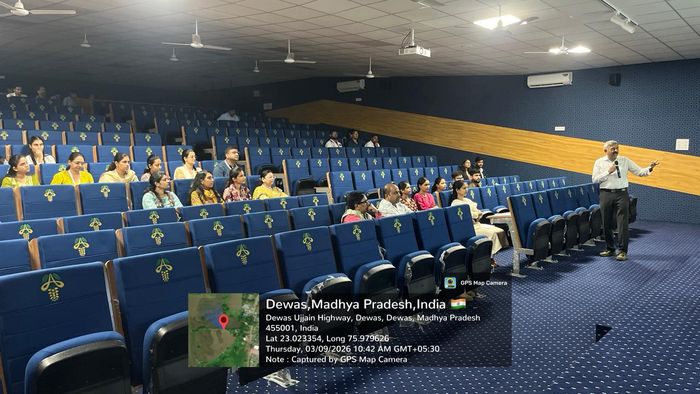 GPS Map Camera
Dewas,Madhya Pradesh,India 🇮🇳
Dewas Ujjain Highway, Dewas, Dewas, Madhya Pradesh
455001, India
Lat 23.023354, Long 75.979626
Thursday, 03/09/2026 10:42 AM GMT+05:30
Note : Captured by GPS Map Camera